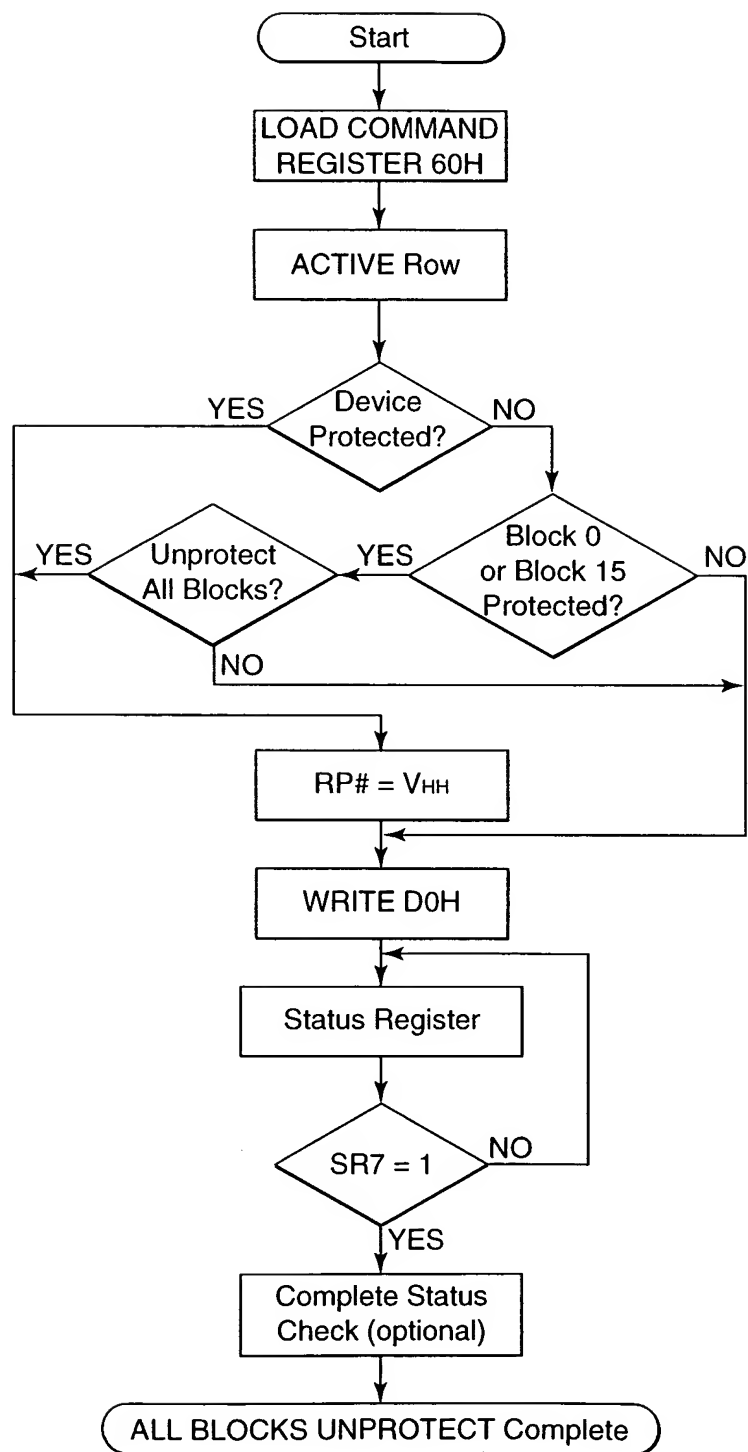 Start
LOAD COMMAND
REGISTER 60H
ACTIVE Row
YES
Device
Protected?
NO
YES
Unprotect
All Blocks?
YES
Block 0
or Block 15
Protected?
NO
NO
RP# = VHH
WRITE D0H
Status Register
SR7 = 1
NO
YES
Complete Status
Check (optional)
ALL BLOCKS UNPROTECT Complete